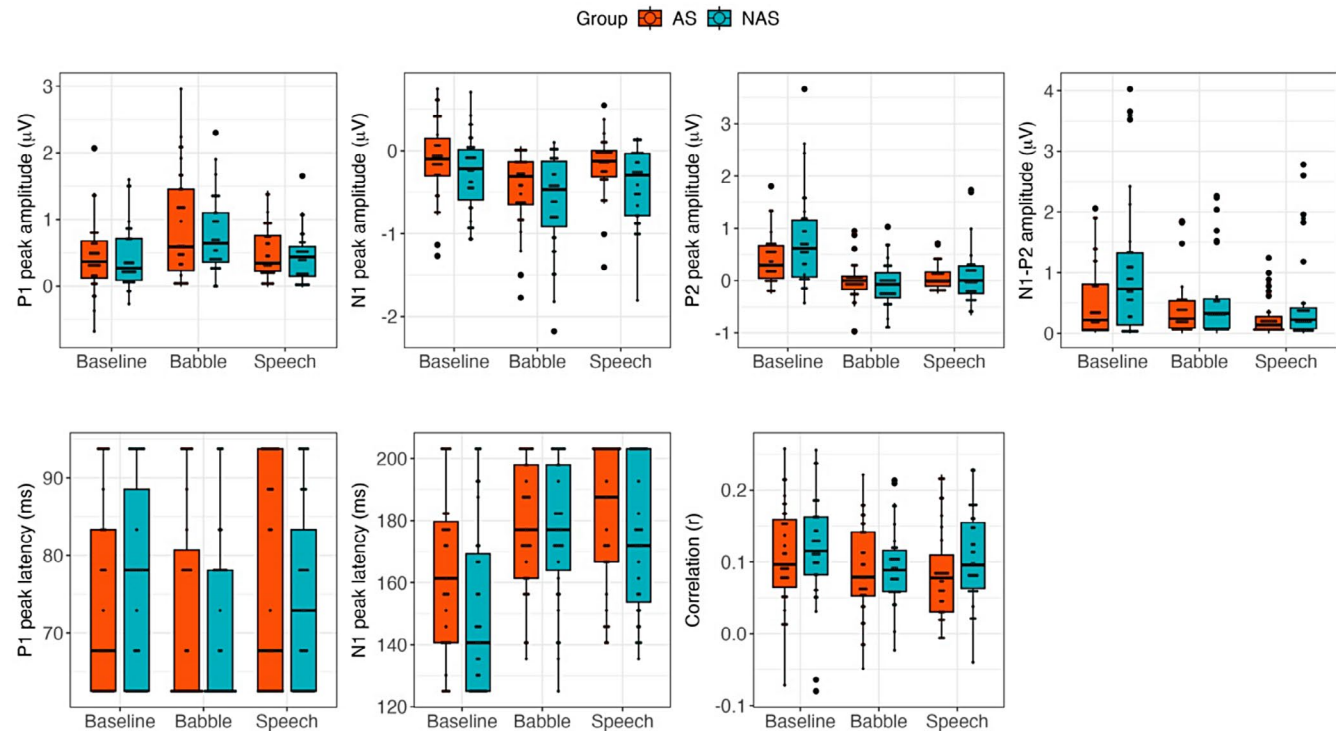 Group AS NAS
P1 peak amplitude (μV)
3
2
1
0
Baseline Babble Speech
N1 peak amplitude (μV)
0
-1
-2
Baseline Babble Speech
P2 peak amplitude (μV)
3
2
1
0
-1
Baseline Babble Speech
N1-P2 amplitude (μV)
4
3
2
1
0
Baseline Babble Speech
P1 peak latency (ms)
90
80
70
Baseline Babble Speech
N1 peak latency (ms)
200
180
160
140
120
Baseline Babble Speech
Correlation (r)
0.2
0.1
0.0
-0.1
Baseline Babble Speech